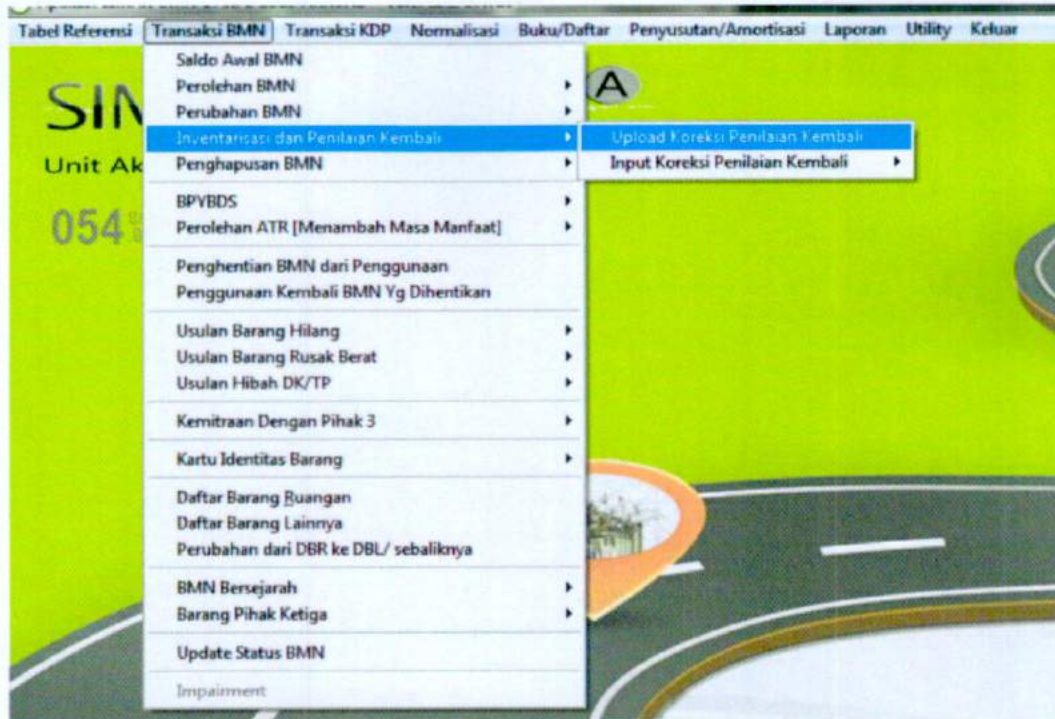 Tabel Referensi Transaksi BMN Transaksi KDP Normalisasi Buku/Daftar Penyusutan/Amortisasi Laporan Utility Keluar
Saldo Awal BMN
Perolehan BMN
Perubahan BMN
Inventarisasi dan Penilaian Kembali
Upload Koreksi Penilaian Kembali
Penghapusan BMN
Input Koreksi Penilaian Kembali
BPYBDS
Perolehan ATR [Menambah Masa Manfaat]
Penghentian BMN dari Penggunaan
Penggunaan Kembali BMN Yg Dihentikan
Usulan Barang Hilang
Usulan Barang Rusak Berat
Usulan Hibah DK/TP
Kemitraan Dengan Pihak 3
Kartu Identitas Barang
Daftar Barang Ruangan
Daftar Barang Lainnya
Perubahan dari DBR ke DBL/ sebaliknya
BMN Bersejarah
Barang Pihak Ketiga
Update Status BMN
Impairment
SIM
A
Unit Ak
054